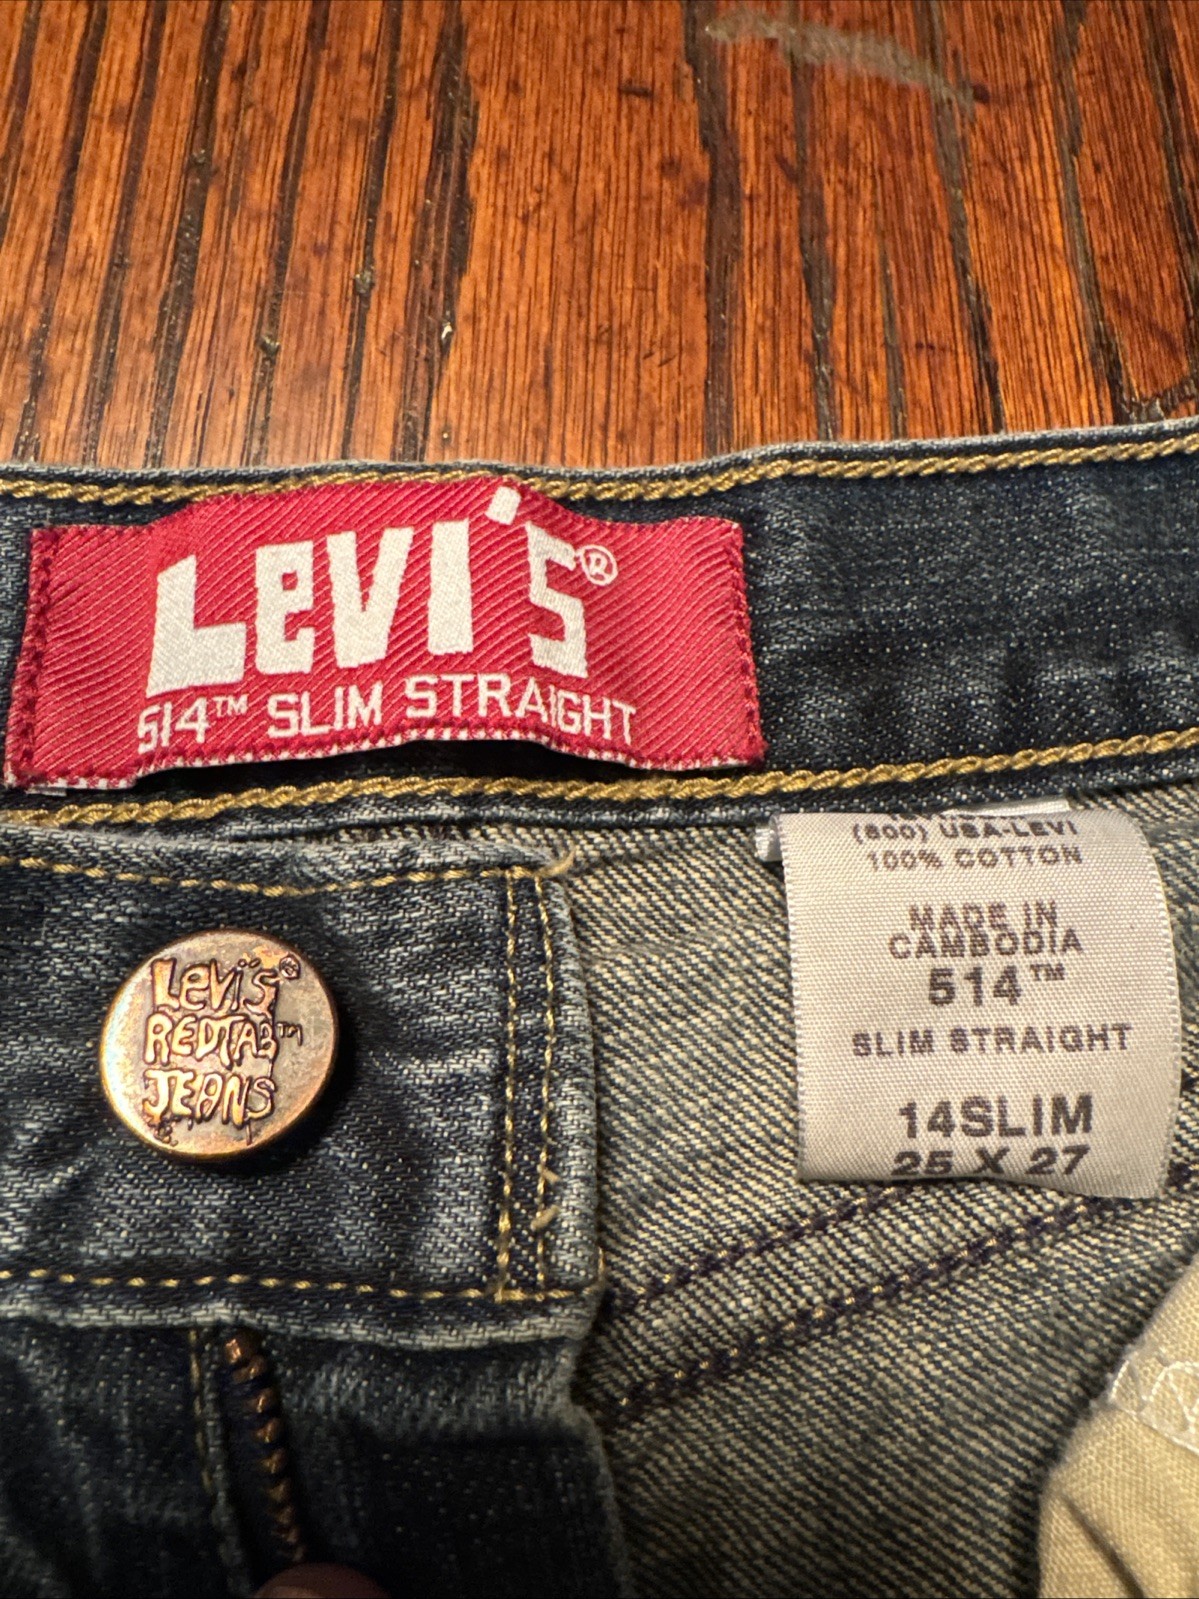 Levi's®
514™ SLIM STRAIGHT
Levi's®
REDTAB™
JEANS
(800) USA-LEVI
100% COTTON
MADE IN
CAMBODIA
514™
SLIM STRAIGHT
14SLIM
25 X 27